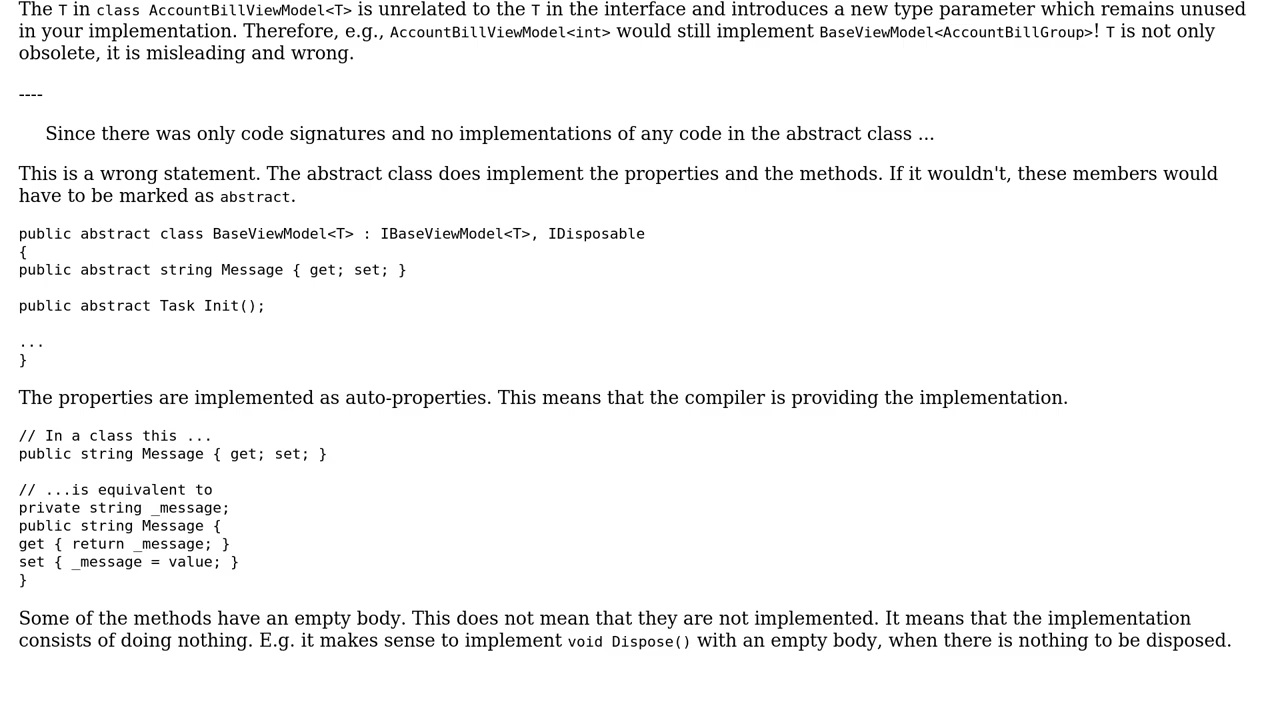 The T in class AccountBillViewModel<T> is unrelated to the T in the interface and introduces a new type parameter which remains unused
in your implementation. Therefore, e.g., AccountBillViewModel<int> would still implement BaseViewModel<AccountBillGroup>! T is not only
obsolete, it is misleading and wrong.
----
Since there was only code signatures and no implementations of any code in the abstract class ...
This is a wrong statement. The abstract class does implement the properties and the methods. If it wouldn't, these members would
have to be marked as abstract.
public abstract class BaseViewModel<T> : IBaseViewModel<T>, IDisposable
{
public abstract string Message { get; set; }
public abstract Task Init();
...
}
The properties are implemented as auto-properties. This means that the compiler is providing the implementation.
// In a class this ...
public string Message { get; set; }
// ...is equivalent to
private string _message;
public string Message {
get { return _message; }
set { _message = value; }
}
Some of the methods have an empty body. This does not mean that they are not implemented. It means that the implementation
consists of doing nothing. E.g. it makes sense to implement void Dispose() with an empty body, when there is nothing to be disposed.